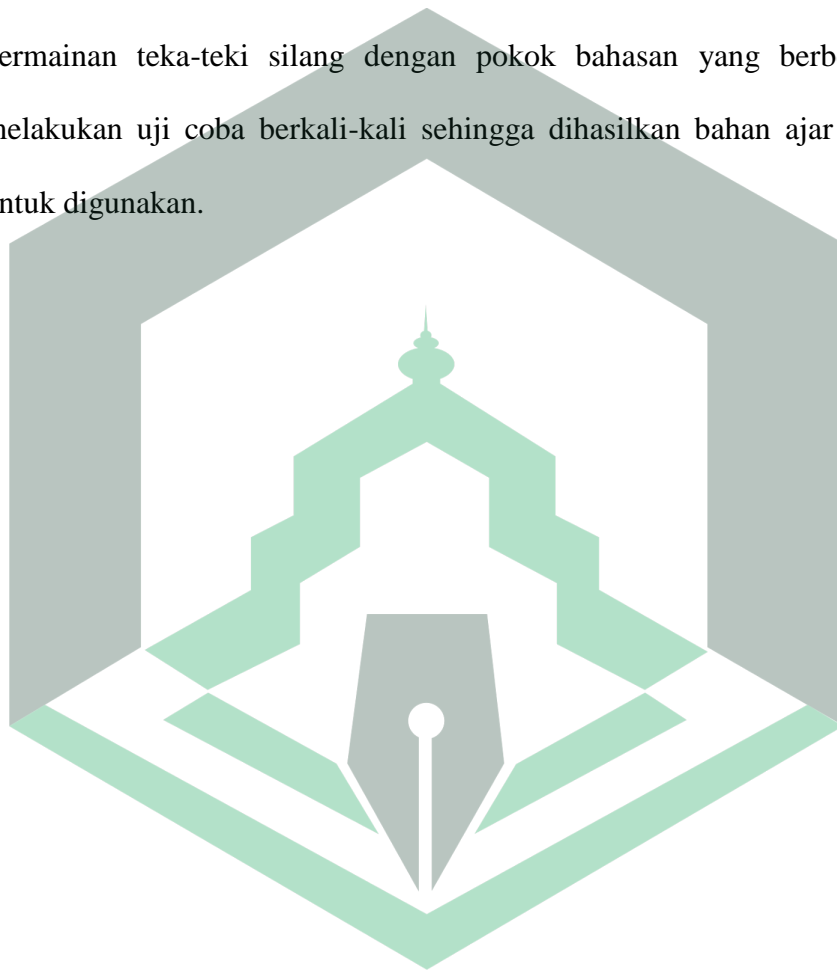 ermainan teka-teki silang dengan pokok bahasan yang berb
nelakukan uji coba berkali-kali sehingga dihasilkan bahan ajar
ntuk digunakan.